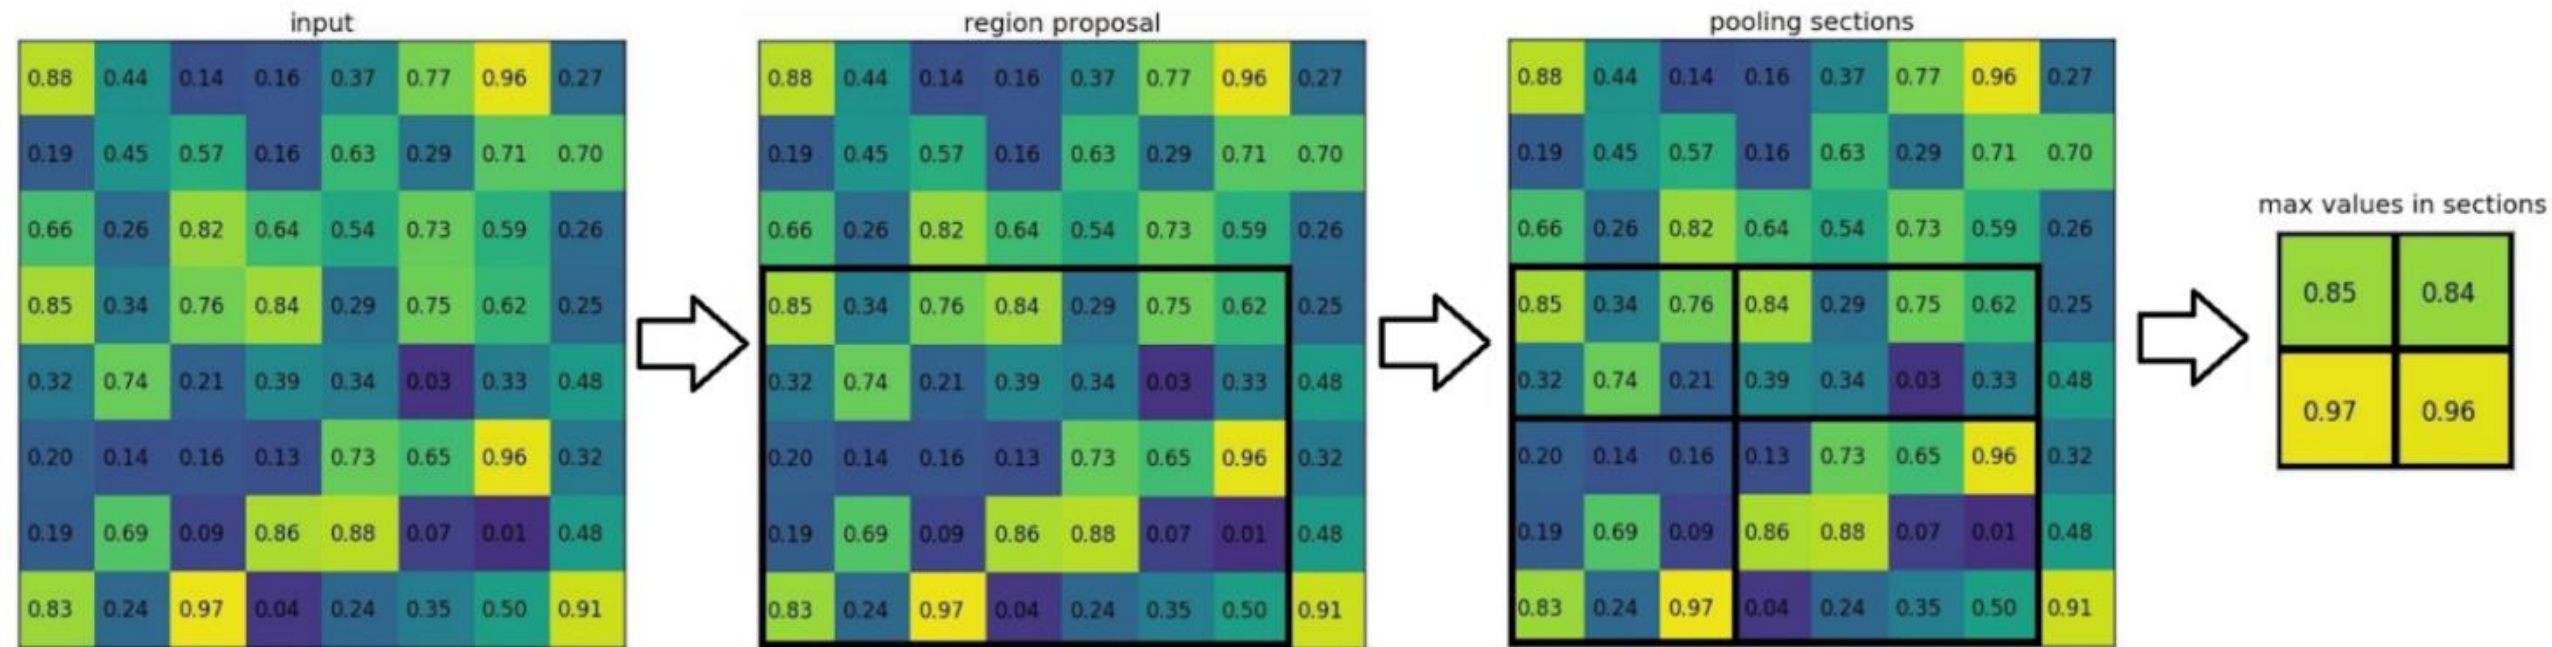 input
0.88 0.44 0.14 0.16 0.37 0.77 0.96 0.27
0.19 0.45 0.57 0.16 0.63 0.29 0.71 0.70
0.66 0.26 0.82 0.64 0.54 0.73 0.59 0.26
0.85 0.34 0.76 0.84 0.29 0.75 0.62 0.25
0.32 0.74 0.21 0.39 0.34 0.03 0.33 0.48
0.20 0.14 0.16 0.13 0.73 0.65 0.96 0.32
0.19 0.69 0.09 0.86 0.88 0.07 0.01 0.48
0.83 0.24 0.97 0.04 0.24 0.35 0.50 0.91
region proposal
0.88 0.44 0.14 0.16 0.37 0.77 0.96 0.27
0.19 0.45 0.57 0.16 0.63 0.29 0.71 0.70
0.66 0.26 0.82 0.64 0.54 0.73 0.59 0.26
0.85 0.34 0.76 0.84 0.29 0.75 0.62 0.25
0.32 0.74 0.21 0.39 0.34 0.03 0.33 0.48
0.20 0.14 0.16 0.13 0.73 0.65 0.96 0.32
0.19 0.69 0.09 0.86 0.88 0.07 0.01 0.48
0.83 0.24 0.97 0.04 0.24 0.35 0.50 0.91
pooling sections
0.88 0.44 0.14 0.16 0.37 0.77 0.96 0.27
0.19 0.45 0.57 0.16 0.63 0.29 0.71 0.70
0.66 0.26 0.82 0.64 0.54 0.73 0.59 0.26
0.85 0.34 0.76 0.84 0.29 0.75 0.62 0.25
0.32 0.74 0.21 0.39 0.34 0.03 0.33 0.48
0.20 0.14 0.16 0.13 0.73 0.65 0.96 0.32
0.19 0.69 0.09 0.86 0.88 0.07 0.01 0.48
0.83 0.24 0.97 0.04 0.24 0.35 0.50 0.91
max values in sections
0.85 0.84
0.97 0.96